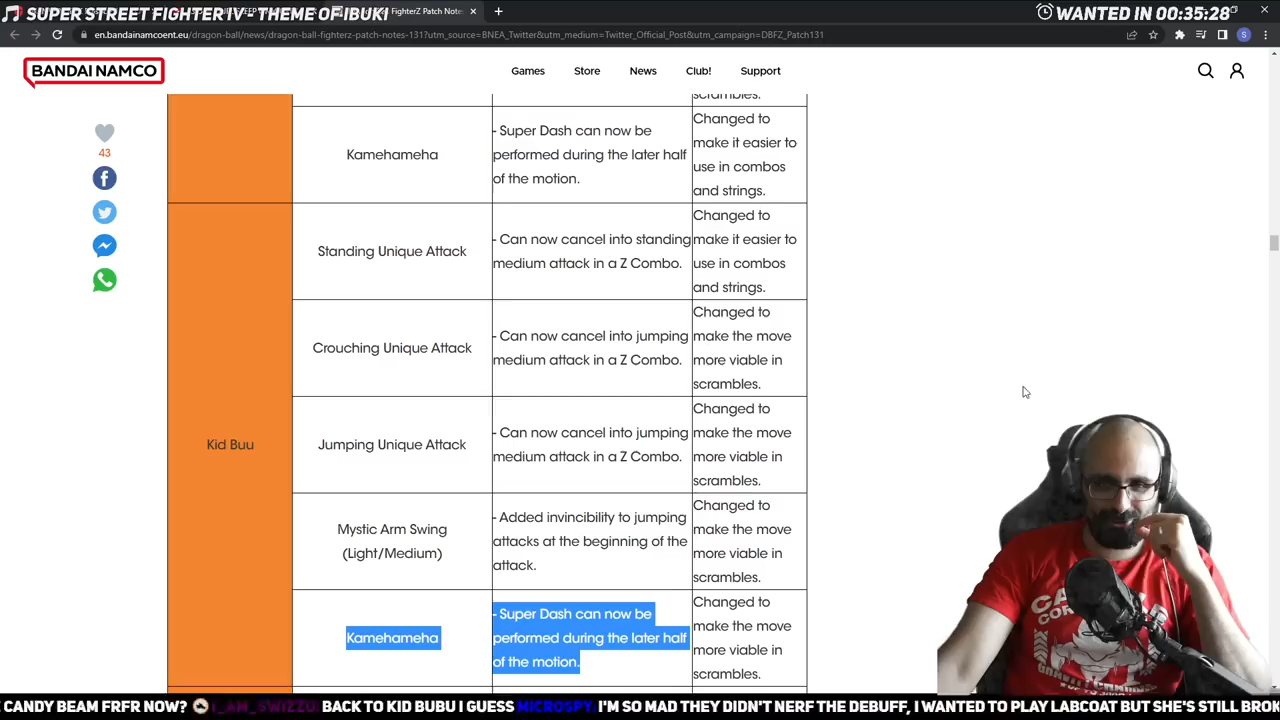 SUPER STREET FIGHTER IV - THEME OF IBUKI
FighterZ Patch Note
WANTED IN 00:35:28
en.bandainamcoent.eu/dragon-ball/news/dragon-ball-fighterz-patch-notes-131?utm_source=BNEA_Twitter&utm_medium=Twitter_Official_Post&utm_campaign=DBFZ_Patch131
S
BANDAI NAMCO
Games
Store
News
Club!
Support
43
scrambles.
Kamehameha
- Super Dash can now be
performed during the later half
of the motion.
Changed to
make it easier to
use in combos
and strings.
Kid Buu
Standing Unique Attack
- Can now cancel into standing
medium attack in a Z Combo.
Changed to
make it easier to
use in combos
and strings.
Crouching Unique Attack
- Can now cancel into jumping
medium attack in a Z Combo.
Changed to
make the move
more viable in
scrambles.
Jumping Unique Attack
- Can now cancel into jumping
medium attack in a Z Combo.
Changed to
make the move
more viable in
scrambles.
Mystic Arm Swing
(Light/Medium)
- Added invincibility to jumping
attacks at the beginning of the
attack.
Changed to
make the move
more viable in
scrambles.
Kamehameha
- Super Dash can now be
performed during the later half
of the motion.
Changed to
make the move
more viable in
scrambles.
CANDY BEAM FRFR NOW? I_AM_SWIZZO: BACK TO KID BUBU I GUESS MICROSPY: I'M SO MAD THEY DIDN'T NERF THE DEBUFF, I WANTED TO PLAY LABCOAT BUT SHE'S STILL BRO